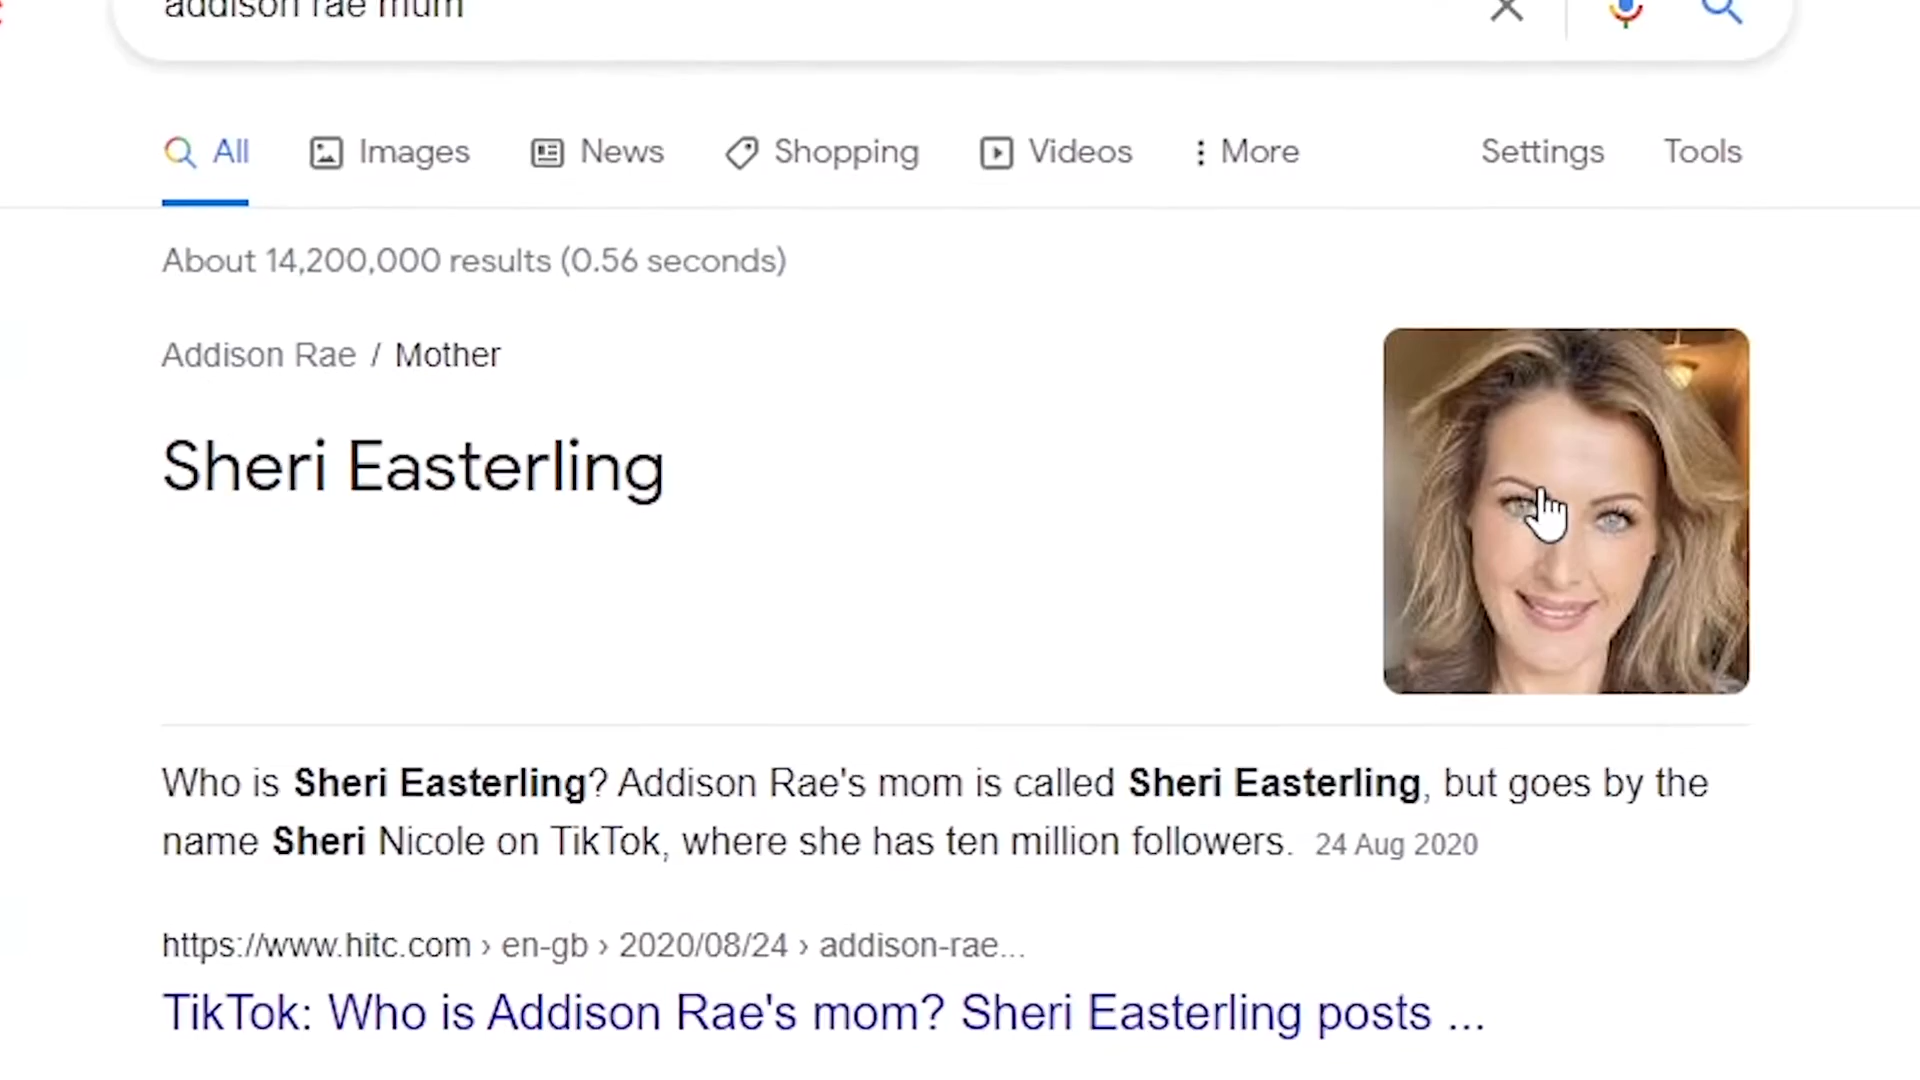 addison rae mum
All Images News Shopping Videos More Settings Tools
About 14,200,000 results (0.56 seconds)
Addison Rae / Mother
Sheri Easterling
Who is Sheri Easterling? Addison Rae's mom is called Sheri Easterling, but goes by the
name Sheri Nicole on TikTok, where she has ten million followers. 24 Aug 2020
https://www.hitc.com › en-gb › 2020/08/24 › addison-rae...
TikTok: Who is Addison Rae's mom? Sheri Easterling posts ...